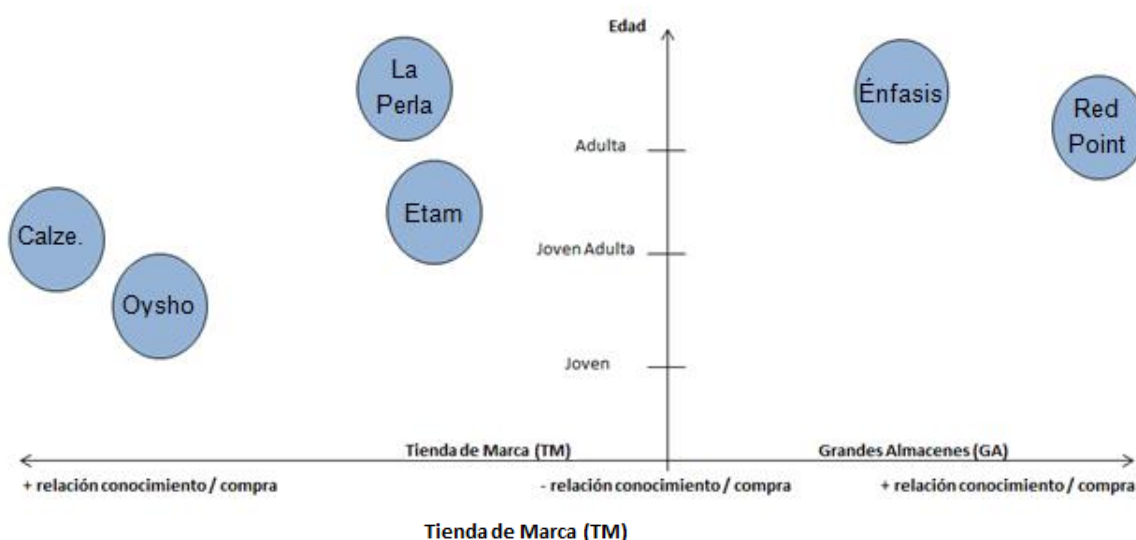 Edad
La
Perla
Énfasis
Red
Point
Adulta
Etam
Calze.
Joven Adulta
Oysho
Joven
Tienda de Marca (TM)
Grandes Almacenes (GA)
+ relación conocimiento / compra
- relación conocimiento / compra
+ relación conocimiento / compra
Tienda de Marca (TM)